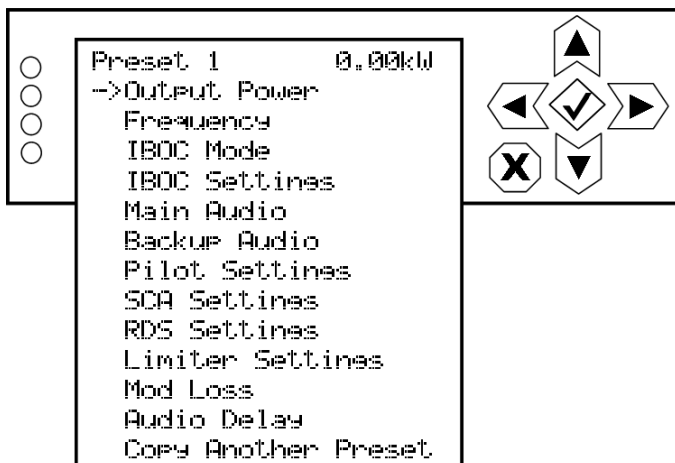 Preset 1 0.00kW
->Output Power
Frequency
IBOC Mode
IBOC Settings
Main Audio
Backup Audio
Pilot Settings
SCA Settings
RDS Settings
Limiter Settings
Mod Loss
Audio Delay
Copy Another Preset